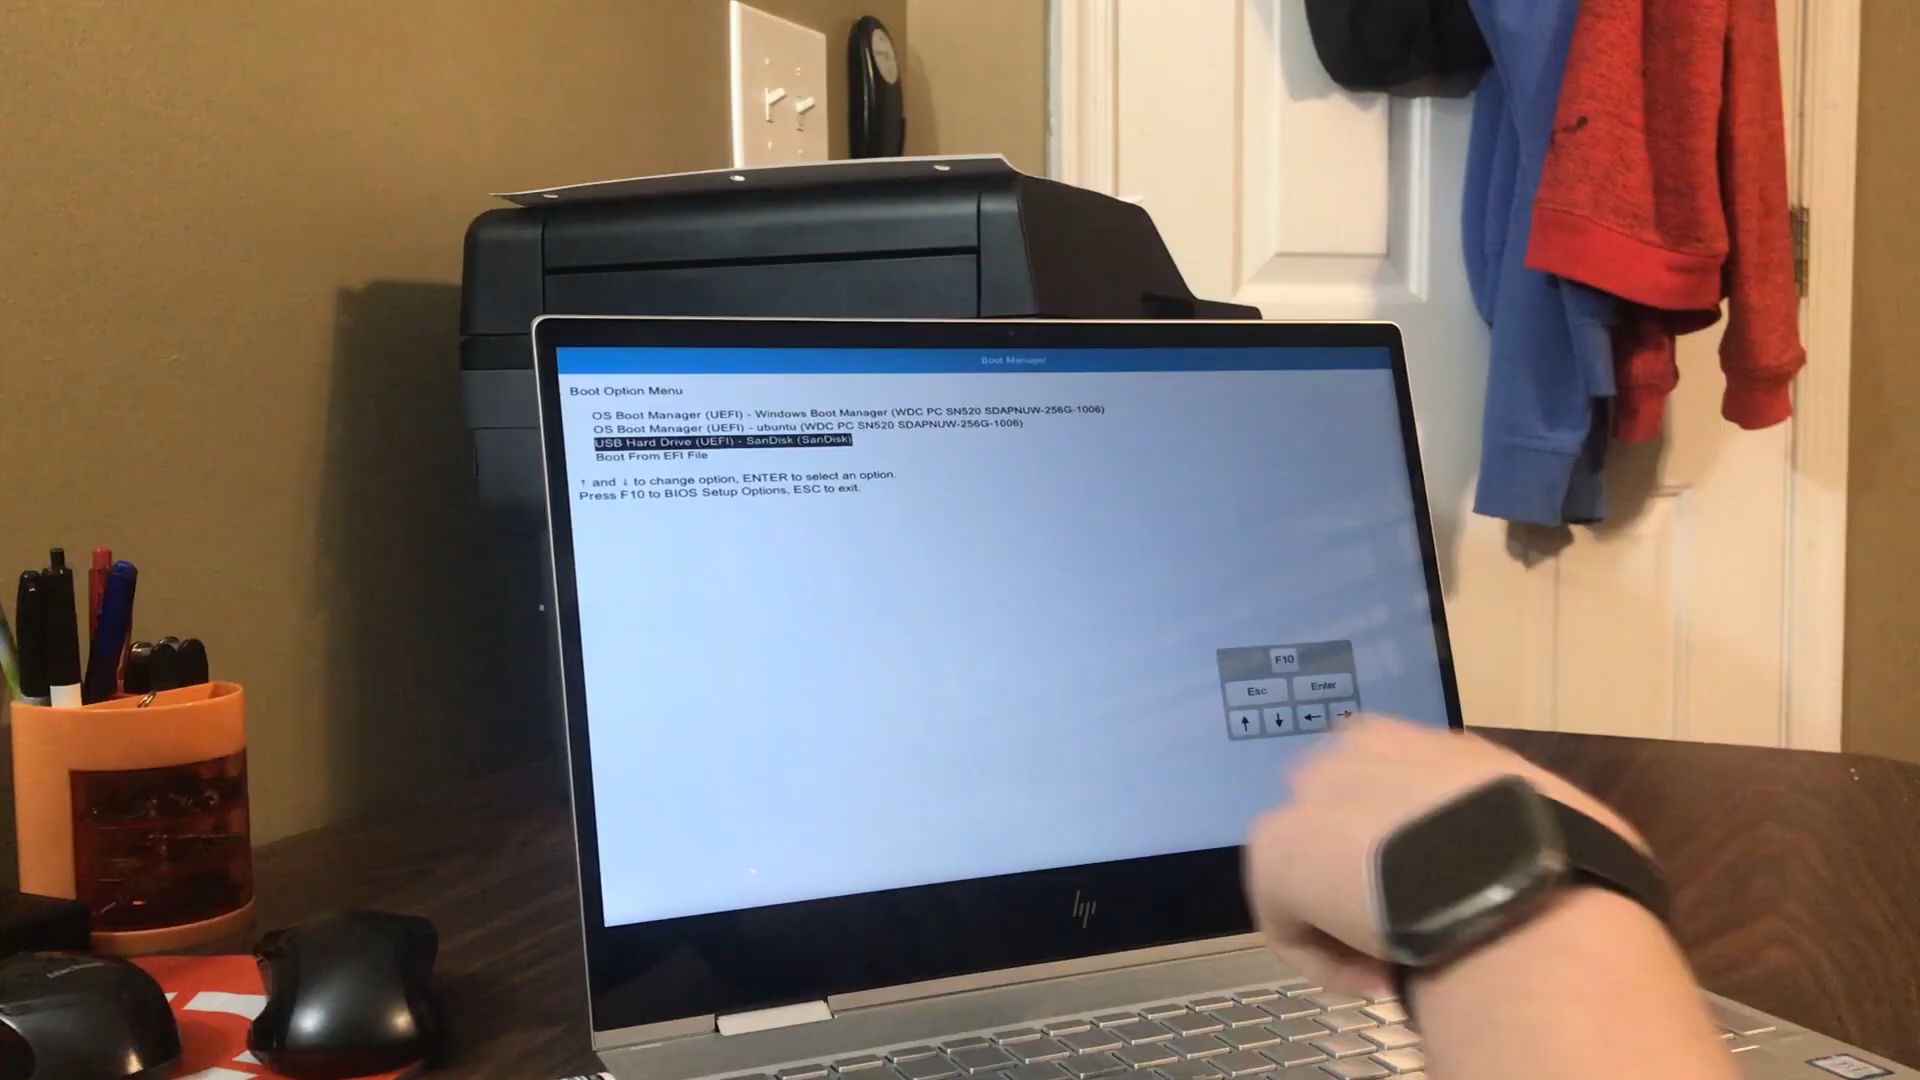 Boot Manager
Boot Option Menu
OS Boot Manager (UEFI) - Windows Boot Manager (WDC PC SN520 SDAPNUW-256G-1006)
OS Boot Manager (UEFI) - ubuntu (WDC PC SN520 SDAPNUW-256G-1006)
USB Hard Drive (UEFI) - SanDisk (SanDisk)
Boot From EFI File
↑ and ↓ to change option, ENTER to select an option.
Press F10 to BIOS Setup Options, ESC to exit.
F10
Esc Enter
↑ ↓ ← →
hp